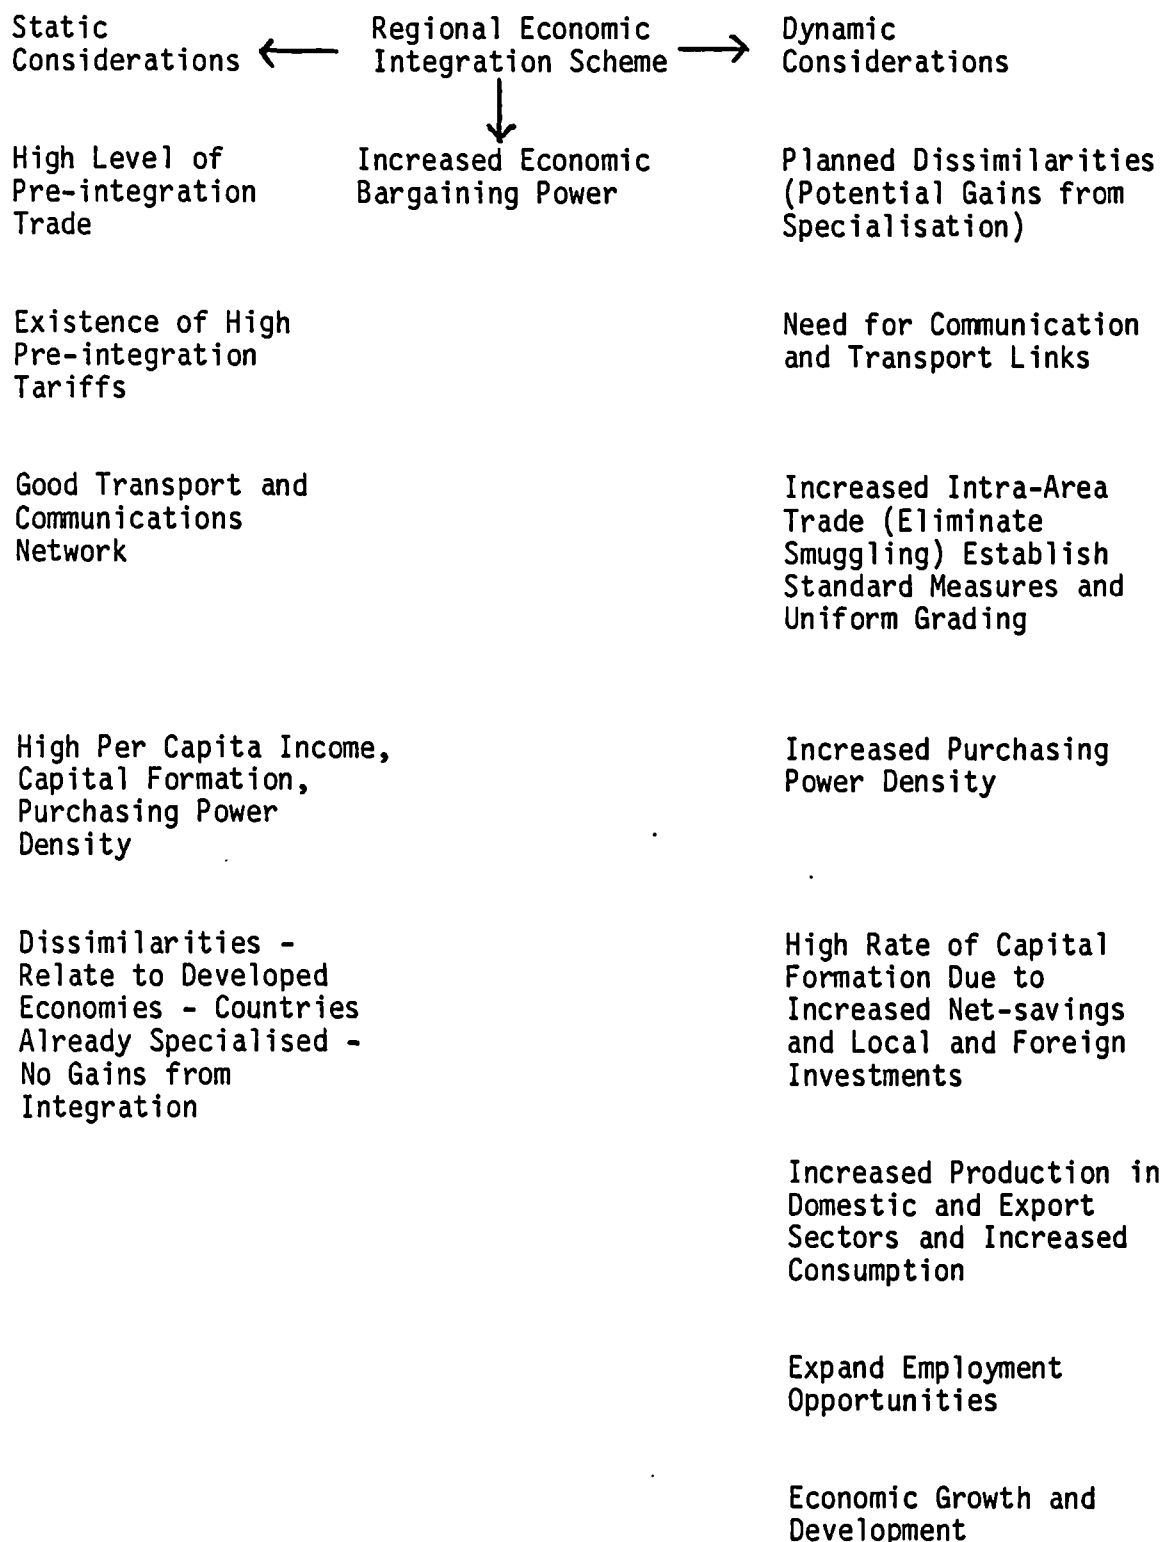 Static
Considerations
Regional Economic
Integration Scheme
Dynamic
Considerations
High Level of
Pre-integration
Trade
Increased Economic
Bargaining Power
Planned Dissimilarities
(Potential Gains from
Specialisation)
Existence of High
Pre-integration
Tariffs
Need for Communication
and Transport Links
Good Transport and
Communications
Network
Increased Intra-Area
Trade (Eliminate
Smuggling) Establish
Standard Measures and
Uniform Grading
High Per Capita Income,
Capital Formation,
Purchasing Power
Density
Increased Purchasing
Power Density
Dissimilarities -
Relate to Developed
Economies - Countries
Already Specialised -
No Gains from
Integration
High Rate of Capital
Formation Due to
Increased Net-savings
and Local and Foreign
Investments
Increased Production in
Domestic and Export
Sectors and Increased
Consumption
Expand Employment
Opportunities
Economic Growth and
Development